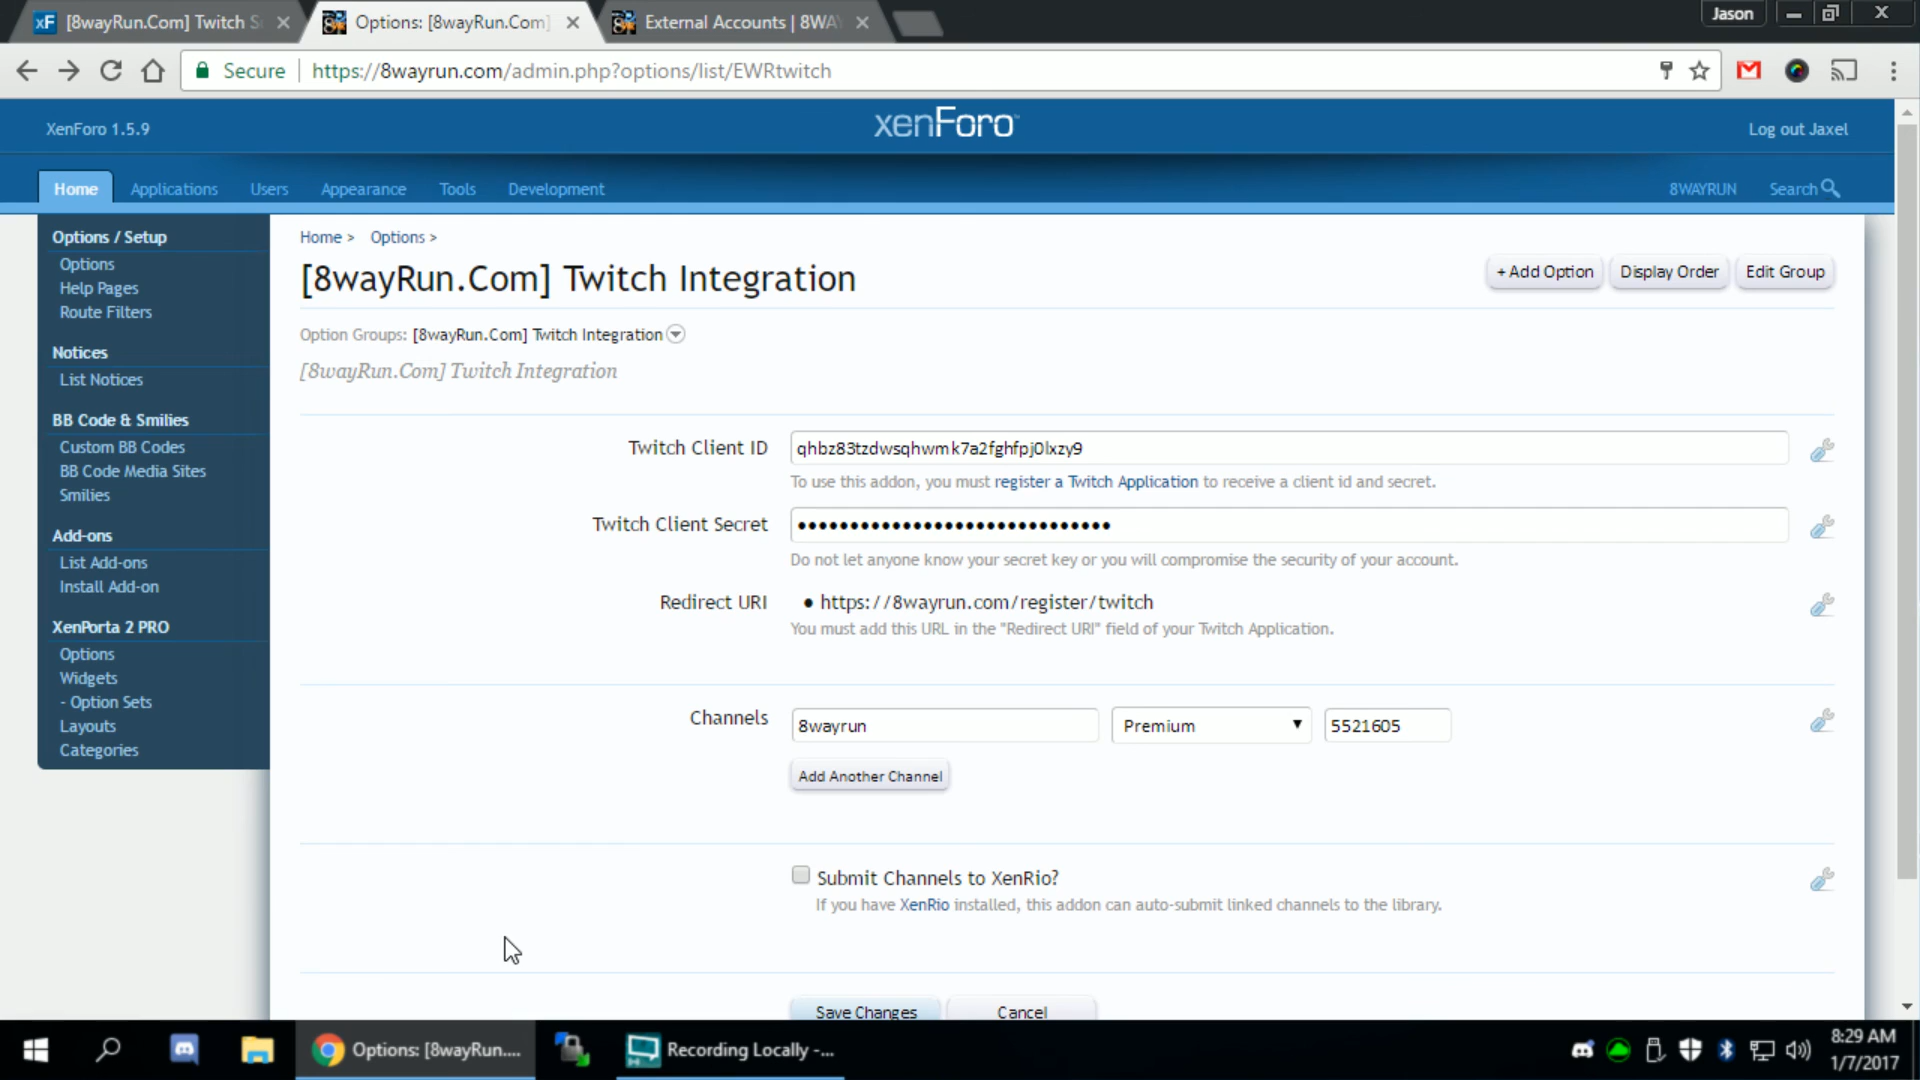 xF [8wayRun.Com] Twitch S
Options: [8wayRun.Com]
External Accounts | 8WA
Jason
Secure
https://8wayrun.com/admin.php?options/list/EWRtwitch
XenForo 1.5.9
xenForo
Log out Jaxel
Home
Applications
Users
Appearance
Tools
Development
8WAYRUN
Search
Options / Setup
Options
Help Pages
Route Filters
Notices
List Notices
BB Code & Smilies
Custom BB Codes
BB Code Media Sites
Smilies
Add-ons
List Add-ons
Install Add-on
XenPorta 2 PRO
Options
Widgets
- Option Sets
Layouts
Categories
Home > Options >
[8wayRun.Com] Twitch Integration
+ Add Option
Display Order
Edit Group
Option Groups: [8wayRun.Com] Twitch Integration
[8wayRun.Com] Twitch Integration
Twitch Client ID
qhbz83tzdwsqhwmk7a2fghfpj0lxzy9
To use this addon, you must register a Twitch Application to receive a client id and secret.
Twitch Client Secret
••••••••••••••••••••••••••••••
Do not let anyone know your secret key or you will compromise the security of your account.
Redirect URI
• https://8wayrun.com/register/twitch
You must add this URL in the "Redirect URI" field of your Twitch Application.
Channels
8wayrun
Premium
5521605
Add Another Channel
Submit Channels to XenRio?
If you have XenRio installed, this addon can auto-submit linked channels to the library.
Save Changes
Cancel
Options: [8wayRun....
Recording Locally -...
8:29 AM
1/7/2017